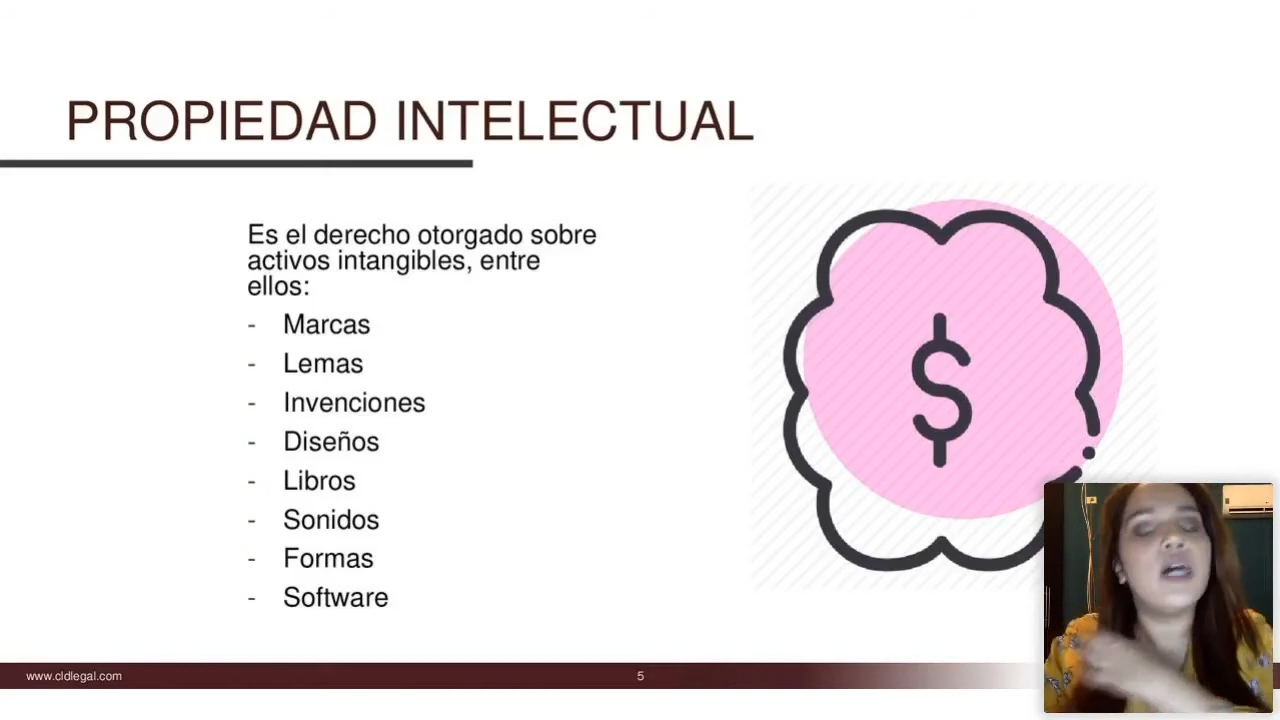 PROPIEDAD INTELECTUAL
Es el derecho otorgado sobre
activos intangibles, entre
ellos:
- Marcas
- Lemas
- Invenciones
- Diseños
- Libros
- Sonidos
- Formas
- Software
$
www.cldlegal.com
5